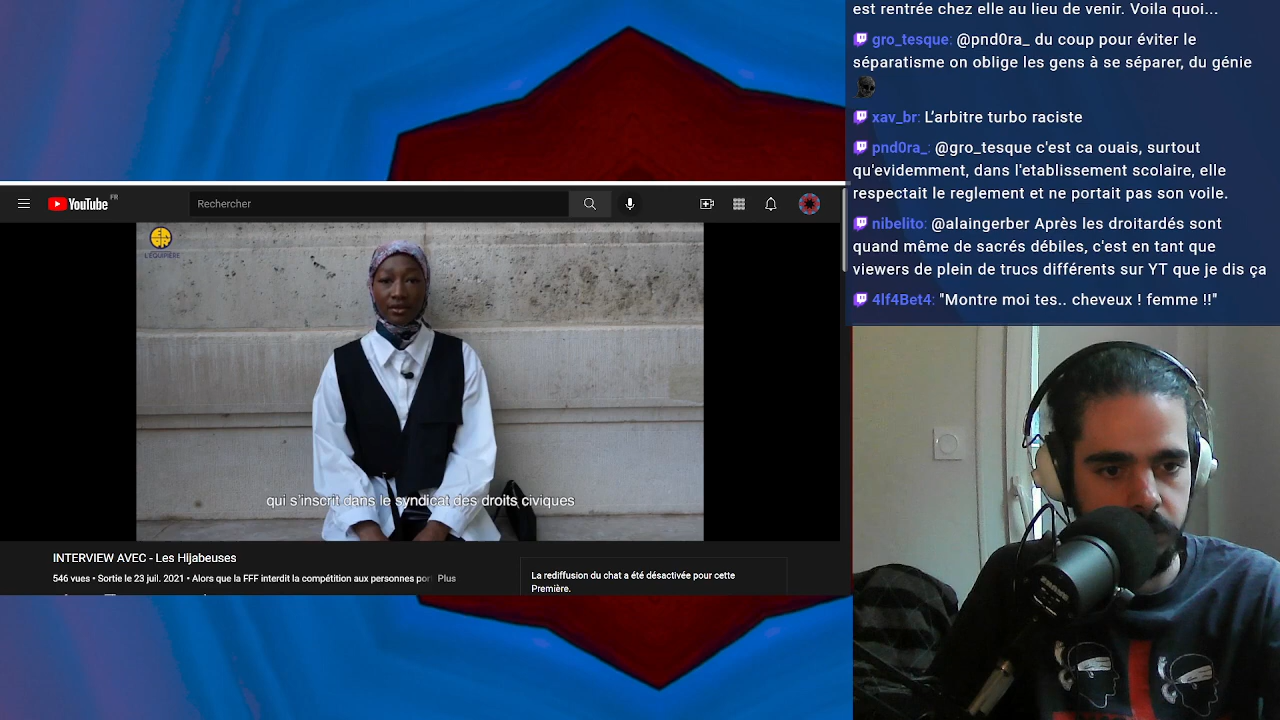 YouTube FR
Rechercher
L'ÉQUIPIÈRE
qui s'inscrit dans le syndicat des droits civiques
INTERVIEW AVEC - Les Hijabeuses
546 vues • Sortie le 23 juil. 2021 • Alors que la FFF interdit la compétition aux personnes por Plus
La rediffusion du chat a été désactivée pour cette
Première.
est rentrée chez elle au lieu de venir. Voila quoi...
gro_tesque: @pnd0ra_ du coup pour éviter le
séparatisme on oblige les gens à se séparer, du génie
xav_br: L’arbitre turbo raciste
pnd0ra_: @gro_tesque c'est ca ouais, surtout
qu'evidemment, dans l'etablissement scolaire, elle
respectait le reglement et ne portait pas son voile.
nibelito: @alaingerber Après les droitardés sont
quand même de sacrés débiles, c'est en tant que
viewers de plein de trucs différents sur YT que je dis ça
4lf4Bet4: "Montre moi tes.. cheveux ! femme !!"